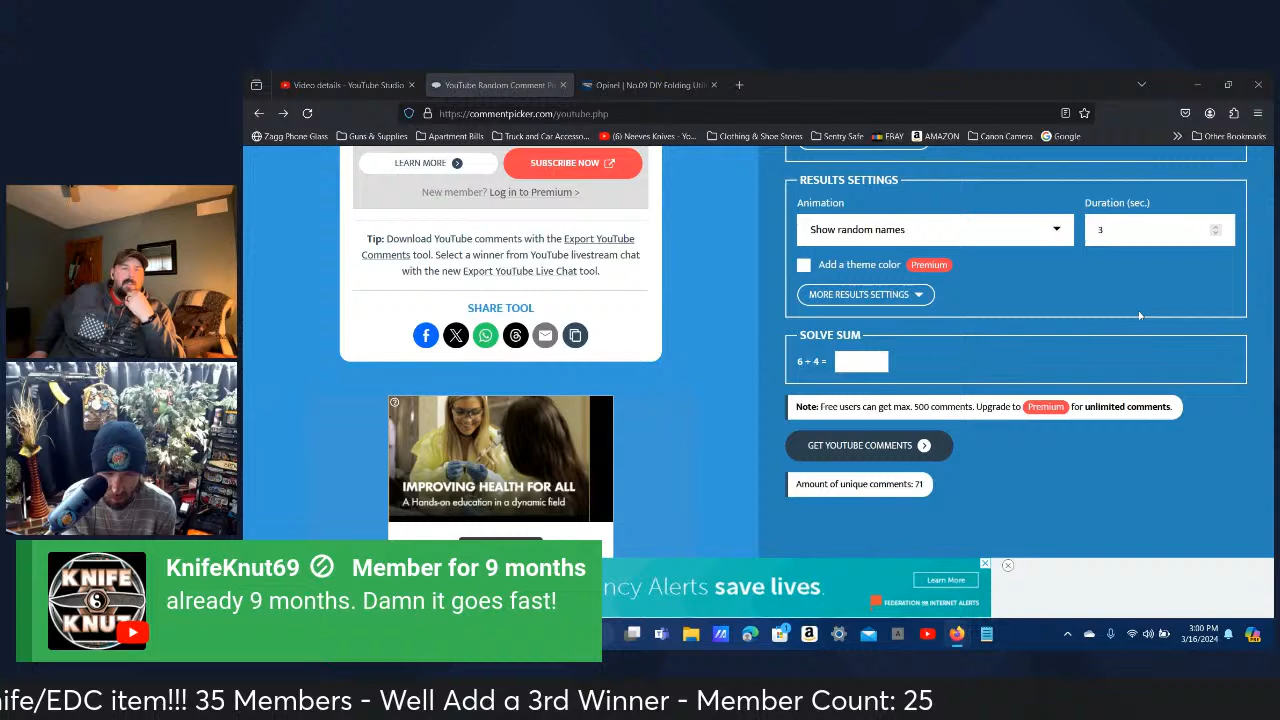 Video details - YouTube Studio
YouTube Random Comment P
Opinel | No.09 DIY Folding Util
https://commentpicker.com/youtube.php
Zagg Phone Glass
Guns & Supplies
Apartment Bills
Truck and Car Accesso...
(6) Neeves Knives - Yo...
Clothing & Shoe Stores
Sentry Safe
EBAY
AMAZON
Canon Camera
Google
Other Bookmarks
LEARN MORE
SUBSCRIBE NOW
New member? Log in to Premium >
Tip: Download YouTube comments with the Export YouTube
Comments tool. Select a winner from YouTube livestream chat
with the new Export YouTube Live Chat tool.
SHARE TOOL
IMPROVING HEALTH FOR ALL
A Hands-on education in a dynamic field
RESULTS SETTINGS
Animation
Duration (sec.)
Show random names
3
Add a theme color Premium
MORE RESULTS SETTINGS
SOLVE SUM
6 + 4 =
Note: Free users can get max. 500 comments. Upgrade to Premium for unlimited comments.
GET YOUTUBE COMMENTS
Amount of unique comments: 71
ncy Alerts save lives.
Learn More
FEDERATION FOR INTERNET ALERTS
3:00 PM
3/16/2024
KNIFE
KNUT
KnifeKnut69 Member for 9 months
already 9 months. Damn it goes fast!
nife/EDC item!!! 35 Members - Well Add a 3rd Winner - Member Count: 25